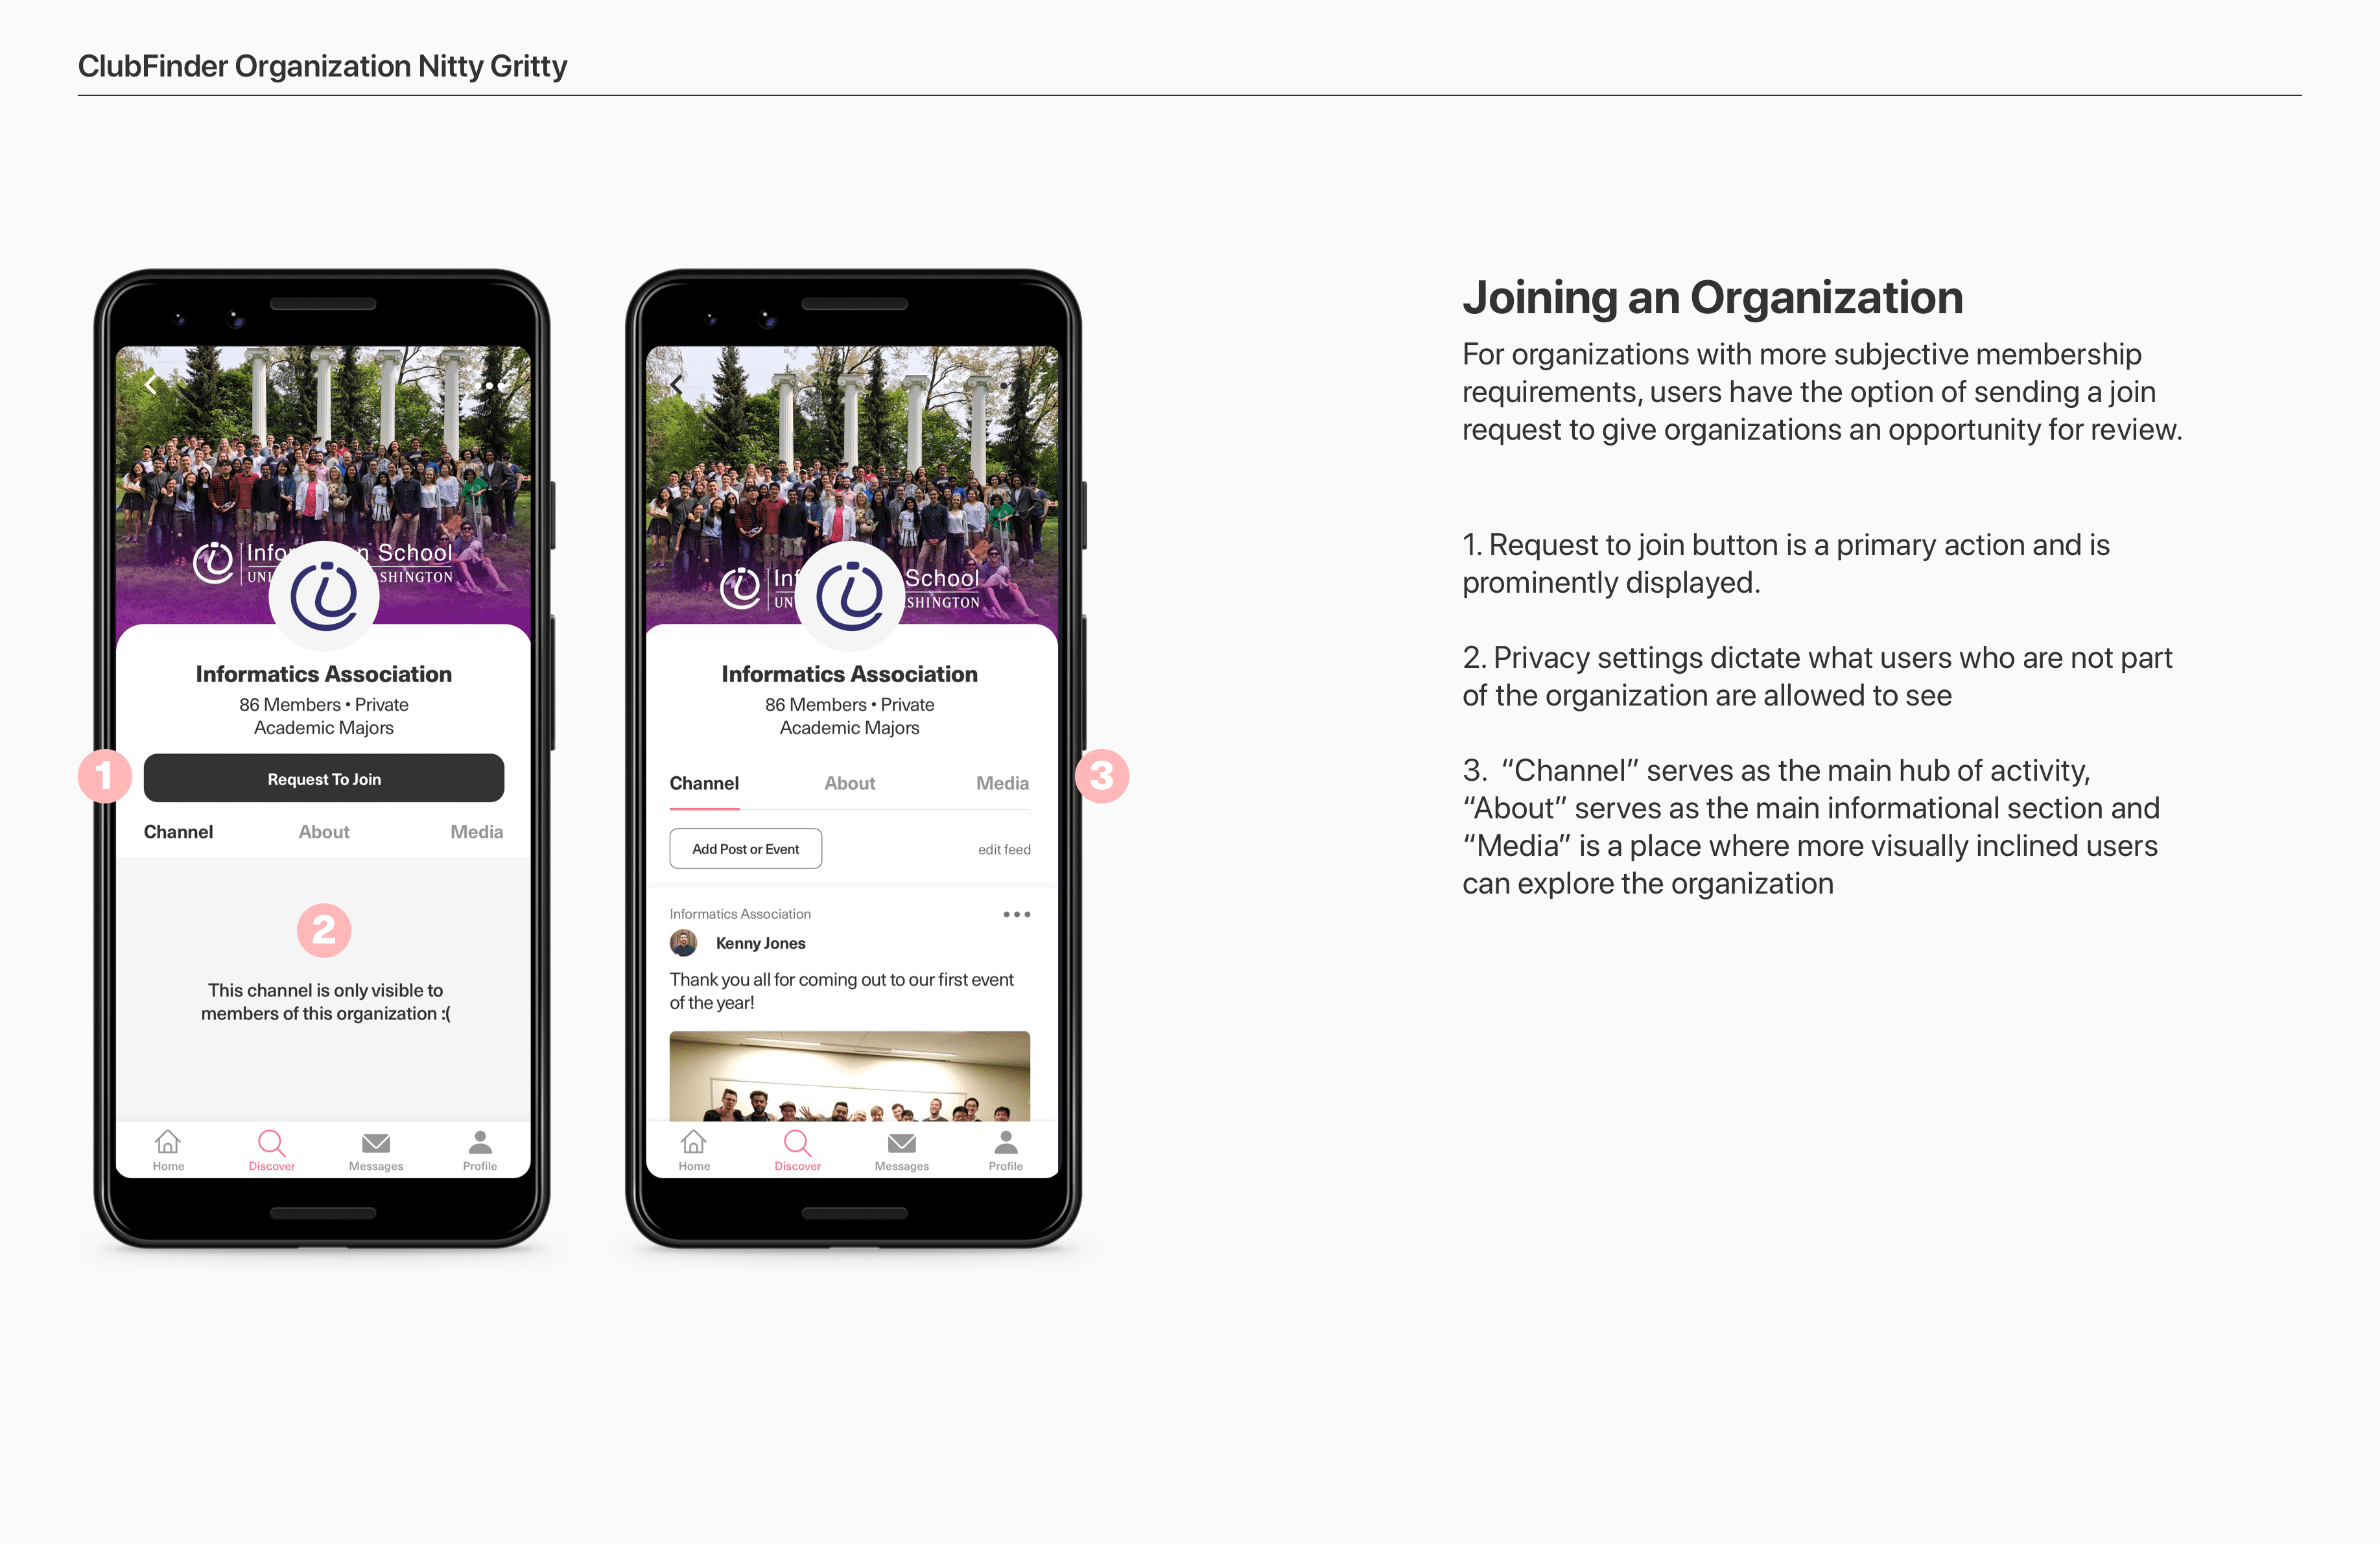 ClubFinder Organization Nitty Gritty
Information School
UNI SHINGTON
Informatics Association
86 Members • Private
Academic Majors
1
Request To Join
Channel About Media
2
This channel is only visible to
members of this organization :(
Home Discover Messages Profile
School
UN SHINGTON
Informatics Association
86 Members • Private
Academic Majors
3
Channel About Media
Add Post or Event edit feed
Informatics Association
Kenny Jones
Thank you all for coming out to our first event
of the year!
Home Discover Messages Profile
Joining an Organization
For organizations with more subjective membership
requirements, users have the option of sending a join
request to give organizations an opportunity for review.
1. Request to join button is a primary action and is
prominently displayed.
2. Privacy settings dictate what users who are not part
of the organization are allowed to see
3. “Channel” serves as the main hub of activity,
“About” serves as the main informational section and
“Media” is a place where more visually inclined users
can explore the organization